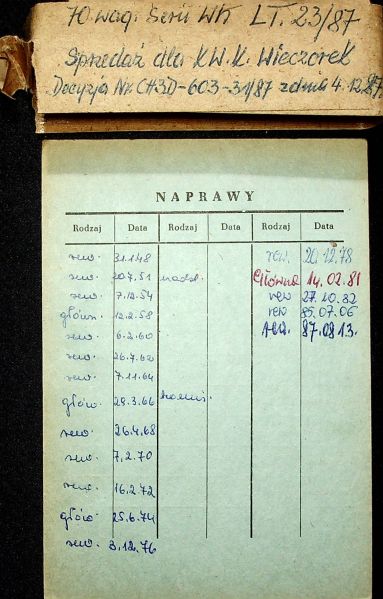 70 wag. Serii Wh LT. 23/87
Sprzedaż dla KW.K. Wieczorek
Decyzja Nr CH3D-603-31/87 z dnia 4.12.87
NAPRAWY
Rodzaj Data Rodzaj Data Rodzaj Data
rew. 31.1.48 rew. 20.12.78
rew. 20.7.51 Główna 14.02.81
rew. 7.12.54 rew 27.10.82
główn. 12.2.58 rew 85.07.06
rew. 6.2.60 rew. 87.08.13.
rew. 26.7.62
rew. 7.11.64
głów. 28.3.66
rew. 26.4.68
rew. 7.2.70
rew. 16.2.72
głów. 25.6.74
rew. 3.12.76